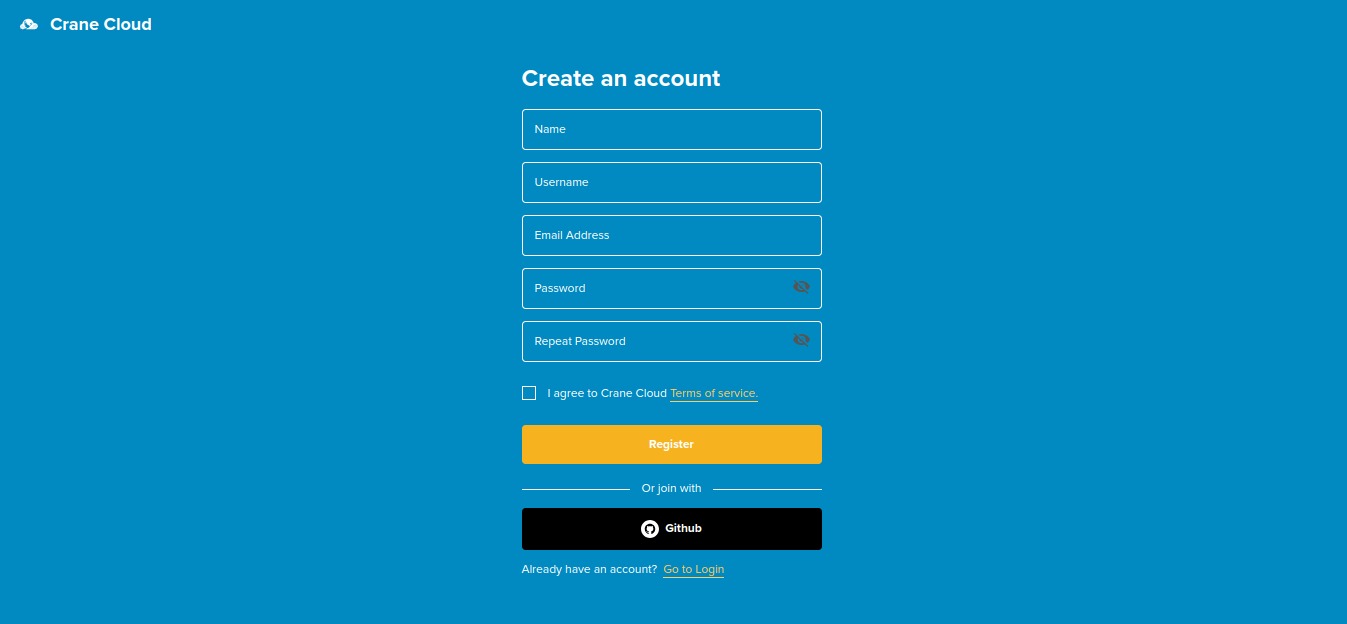 Crane Cloud
Create an account
Name
Username
Email Address
Password
Repeat Password
I agree to Crane Cloud Terms of service.
Register
Or join with
Github
Already have an account? Go to Login